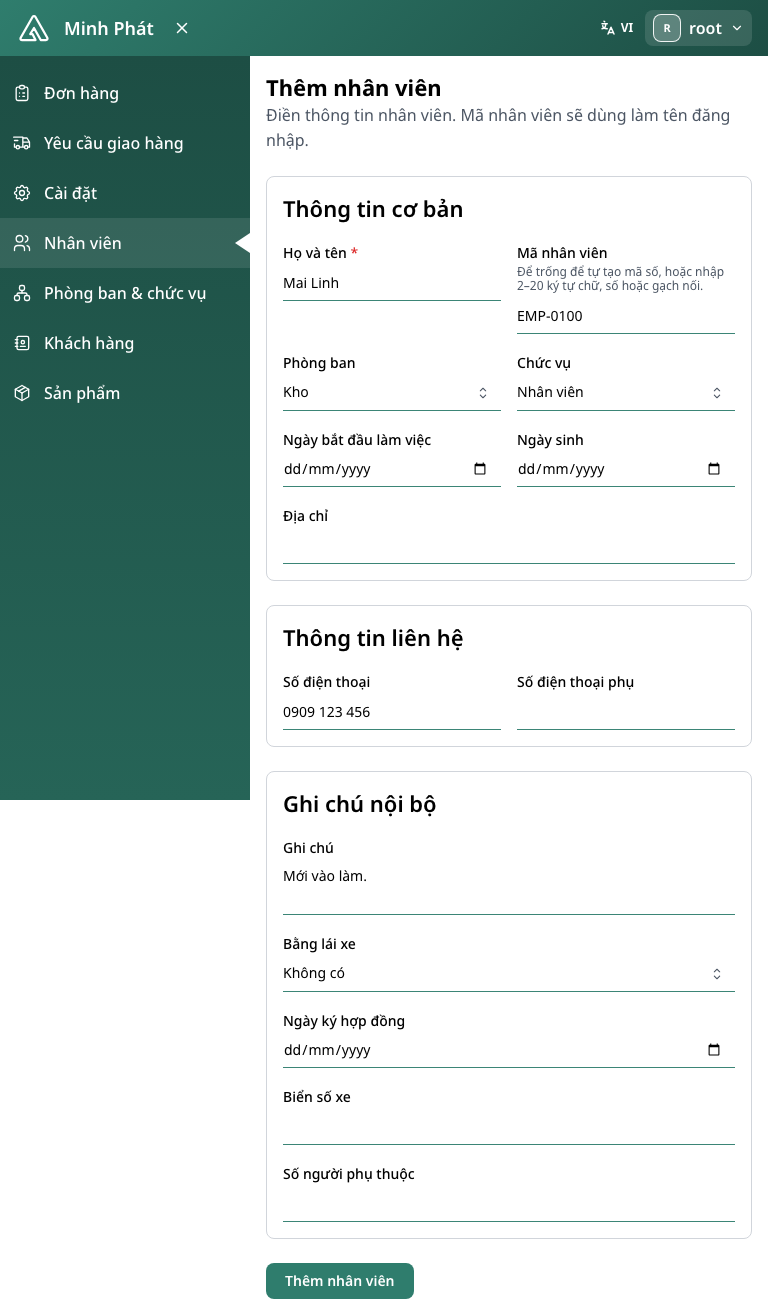 Minh Phát
VI
R
root
Đơn hàng
Yêu cầu giao hàng
Cài đặt
Nhân viên
Phòng ban & chức vụ
Khách hàng
Sản phẩm
Thêm nhân viên
Điền thông tin nhân viên. Mã nhân viên sẽ dùng làm tên đăng
nhập.
Thông tin cơ bản
Họ và tên *
Mai Linh
Mã nhân viên
Để trống để tự tạo mã số, hoặc nhập
2–20 ký tự chữ, số hoặc gạch nối.
EMP-0100
Phòng ban
Kho
Chức vụ
Nhân viên
Ngày bắt đầu làm việc
dd/mm/yyyy
Ngày sinh
dd/mm/yyyy
Địa chỉ
Thông tin liên hệ
Số điện thoại
0909 123 456
Số điện thoại phụ
Ghi chú nội bộ
Ghi chú
Mới vào làm.
Bằng lái xe
Không có
Ngày ký hợp đồng
dd/mm/yyyy
Biển số xe
Số người phụ thuộc
Thêm nhân viên